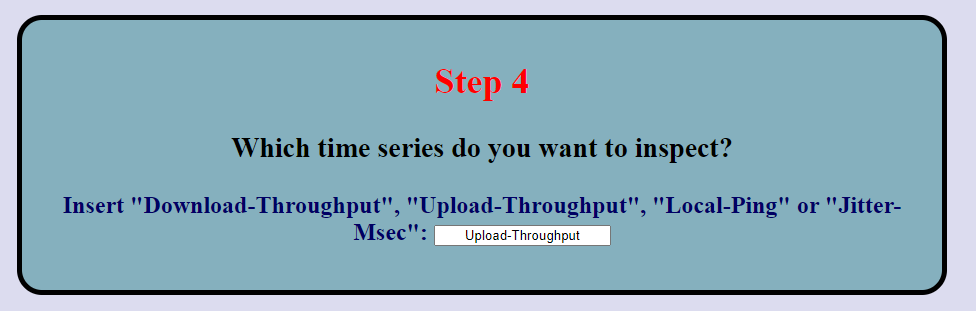 Step 4
Which time series do you want to inspect?
Insert "Download-Throughput", "Upload-Throughput", "Local-Ping" or "Jitter-
Msec": Upload-Throughput